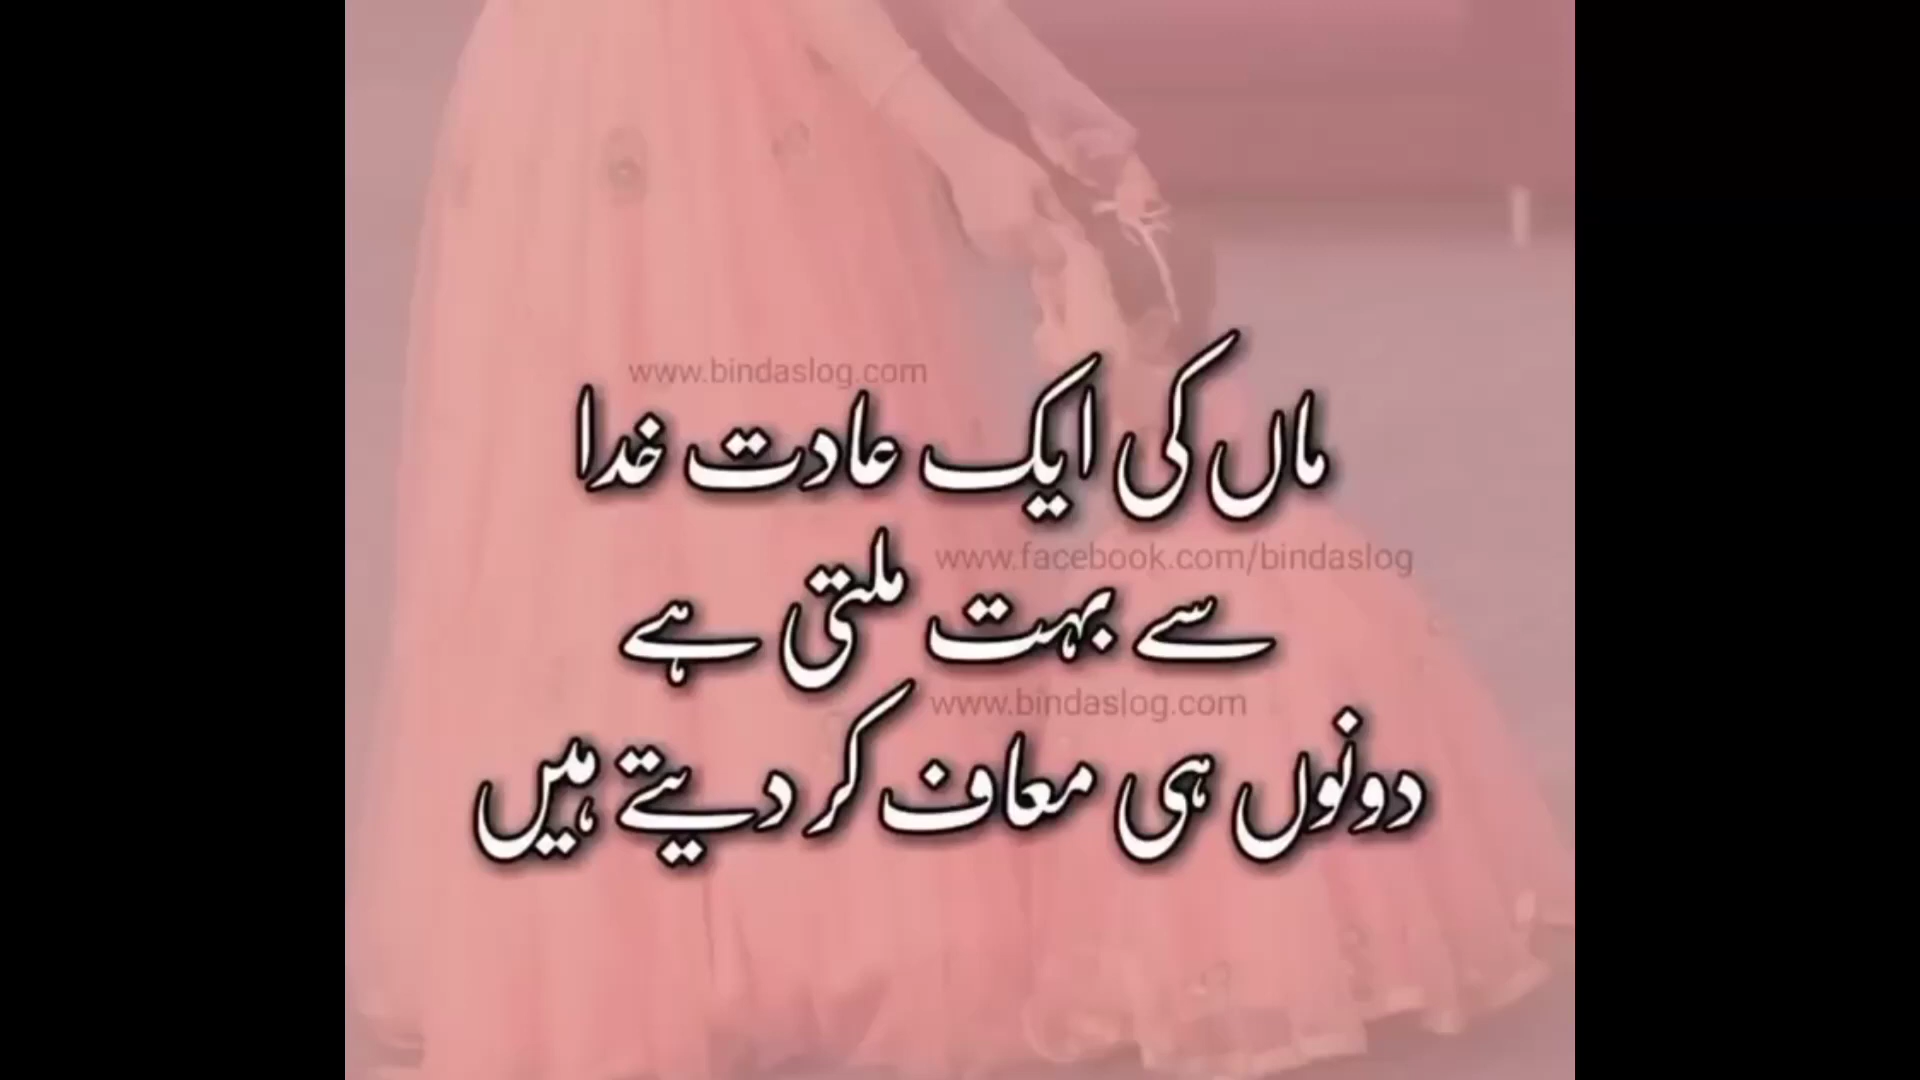 www.bindaslog.com
ماں کی ایک عادت خدا
www.facebook.com/bindaslog
سے بہت ملتی ہے
www.bindaslog.com
دونوں ہی معاف کر دیتے ہیں